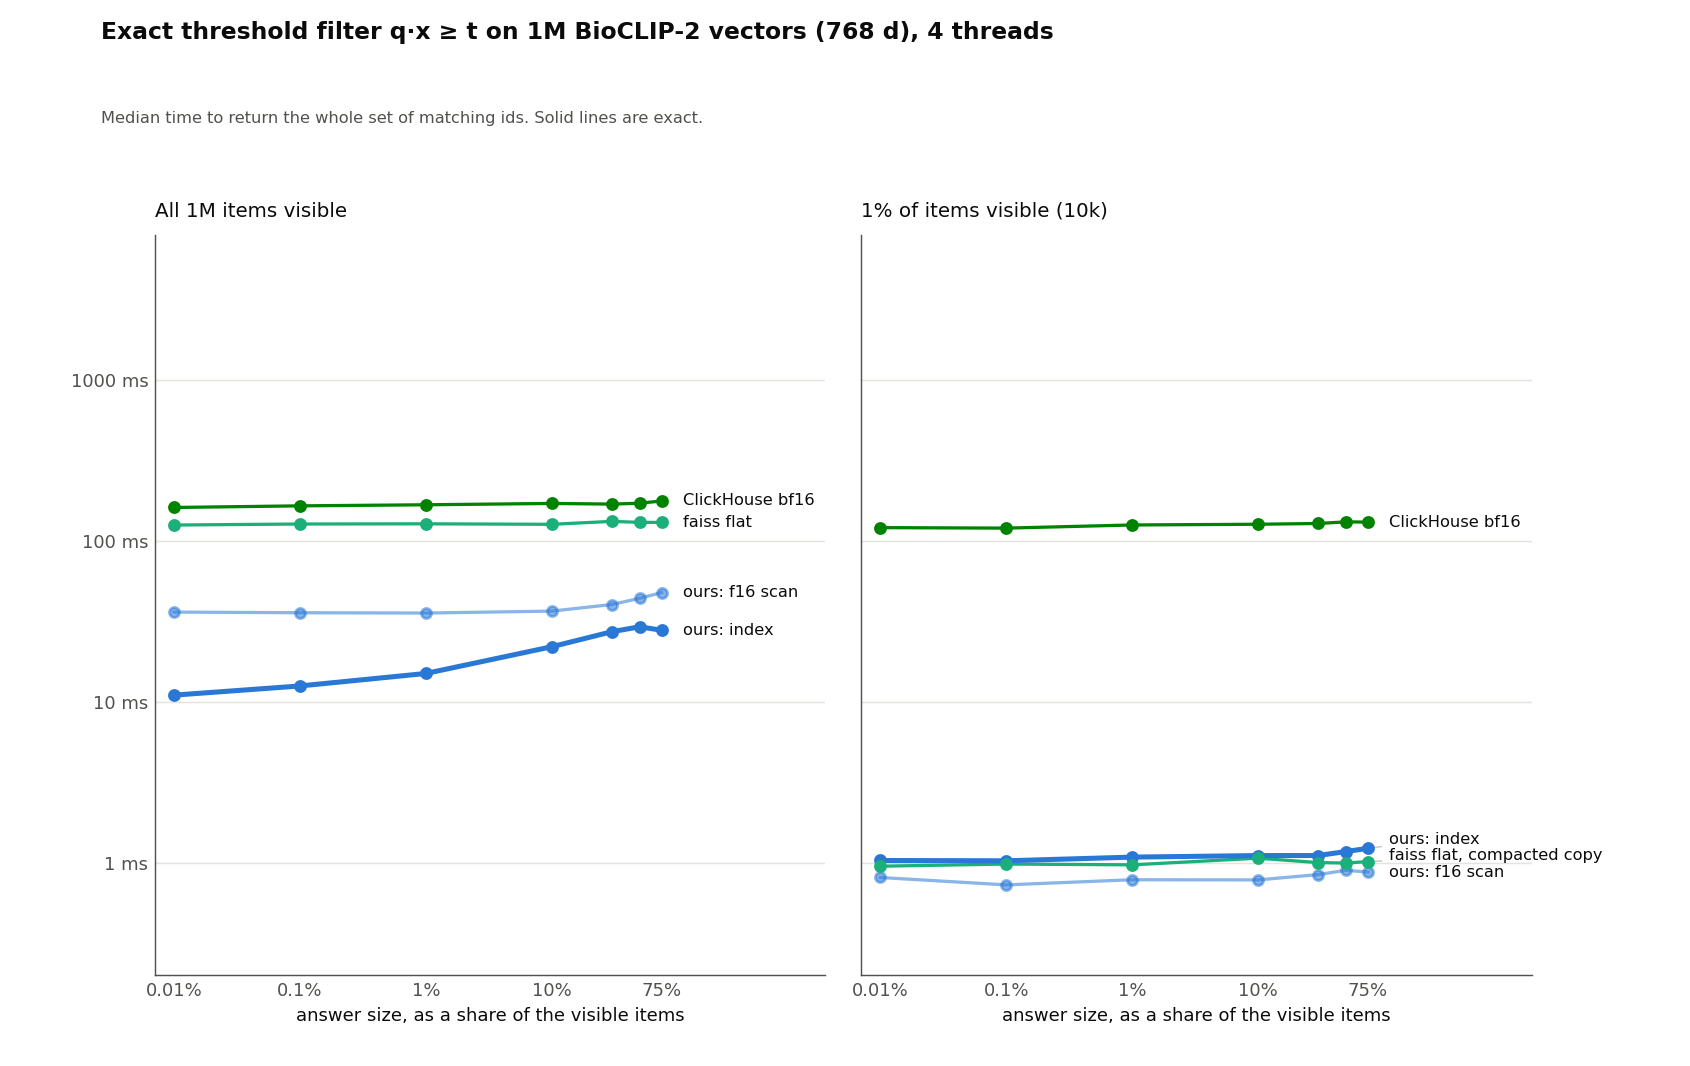 Exact threshold filter q·x ≥ t on 1M BioCLIP-2 vectors (768 d), 4 threads
Median time to return the whole set of matching ids. Solid lines are exact.
All 1M items visible
1000 ms
100 ms
10 ms
1 ms
ClickHouse bf16
faiss flat
ours: f16 scan
ours: index
0.01%
0.1%
1%
10%
75%
answer size, as a share of the visible items
1% of items visible (10k)
ClickHouse bf16
ours: index
faiss flat, compacted copy
ours: f16 scan
0.01%
0.1%
1%
10%
75%
answer size, as a share of the visible items